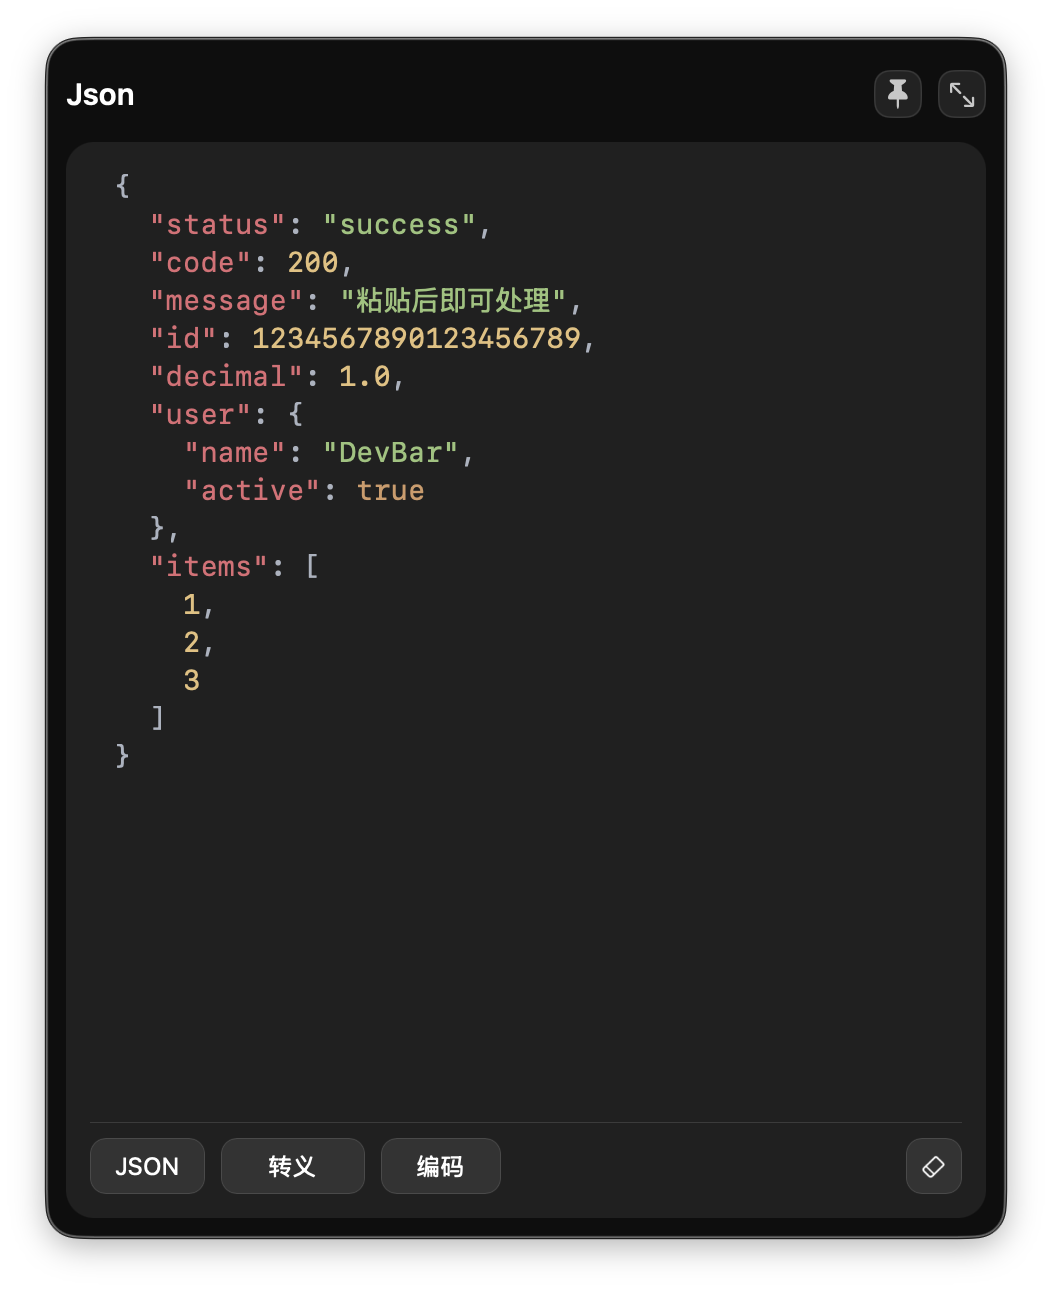 Json
{
  "status": "success",
  "code": 200,
  "message": "粘贴后即可处理",
  "id": 1234567890123456789,
  "decimal": 1.0,
  "user": {
    "name": "DevBar",
    "active": true
  },
  "items": [
    1,
    2,
    3
  ]
}
JSON 转义 编码